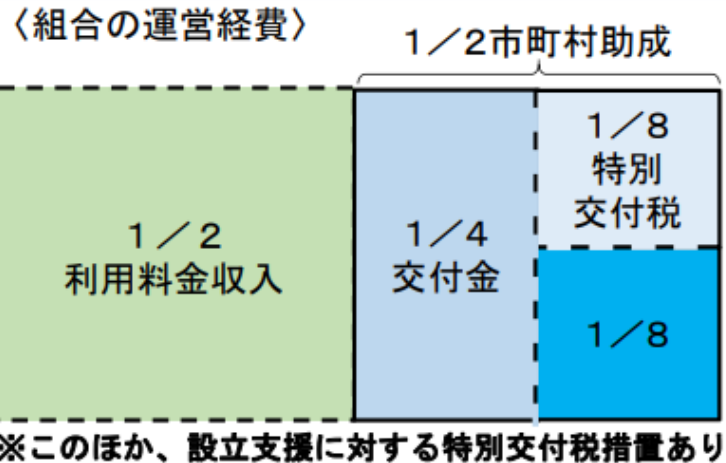 〈組合の運営経費〉
1／2市町村助成
1／2
利用料金収入
1／4
交付金
1／8
特別
交付税
1／8
※このほか、設立支援に対する特別交付税措置あり